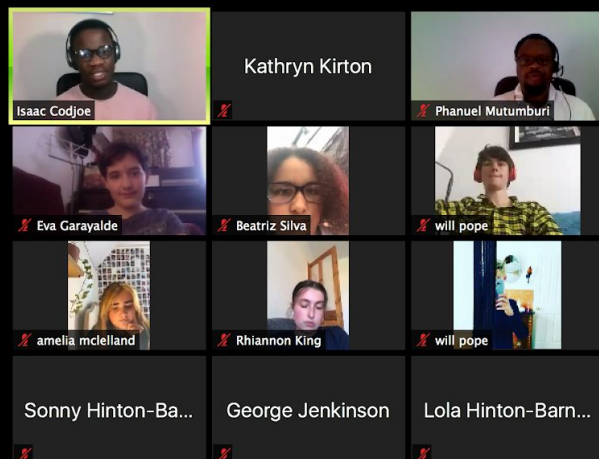 Isaac Codjoe
Kathryn Kirton
Phanuel Mutumburi
Eva Garayalde
Beatriz Silva
will pope
amelia mclelland
Rhiannon King
will pope
Sonny Hinton-Ba...
George Jenkinson
Lola Hinton-Barn...